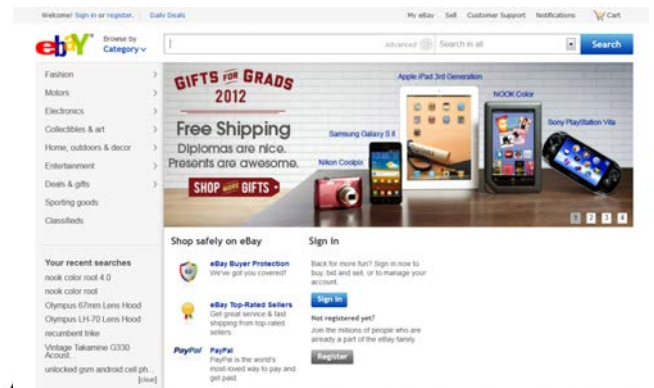 Welcome! Sign in or register. Daily Deals My eBay Sell Customer Support Notifications Cart
ebaY Browse by
Category
Advanced Search in all Search
Fashion
Motors
Electronics
Collectibles & art
Home, outdoors & decor
Entertainment
Deals & gifts
Sporting goods
Classifieds
GIFTS FOR GRADS
2012
Free Shipping
Diplomas are nice.
Presents are awesome.
SHOP MORE GIFTS
Nikon Coolpix
Samsung Galaxy S II
Apple iPad 3rd Generation
NOOK Color
Sony PlayStation Vita
1 2 3 4
Your recent searches
nook color root 4.0
nook color root
Olympus 67mm Lens Hood
Olympus LH-70 Lens Hood
recumbent trike
Vintage Takamine G330
Acoust...
unlocked gsm android cell ph...
[clear]
Shop safely on eBay
eBay Buyer Protection
We've got you covered!
eBay Top-Rated Sellers
Get great service & fast
shipping from top-rated
sellers.
PayPal PayPal
PayPal is the world's
most-loved way to pay and
get paid.
Sign in
Back for more fun? Sign in now to
buy, bid and sell, or to manage your
account.
Sign in
Not registered yet?
Join the millions of people who are
already a part of the eBay family.
Register